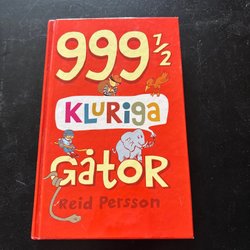 999 1/2
KLURiGA
GÅTOR
Reid Persson